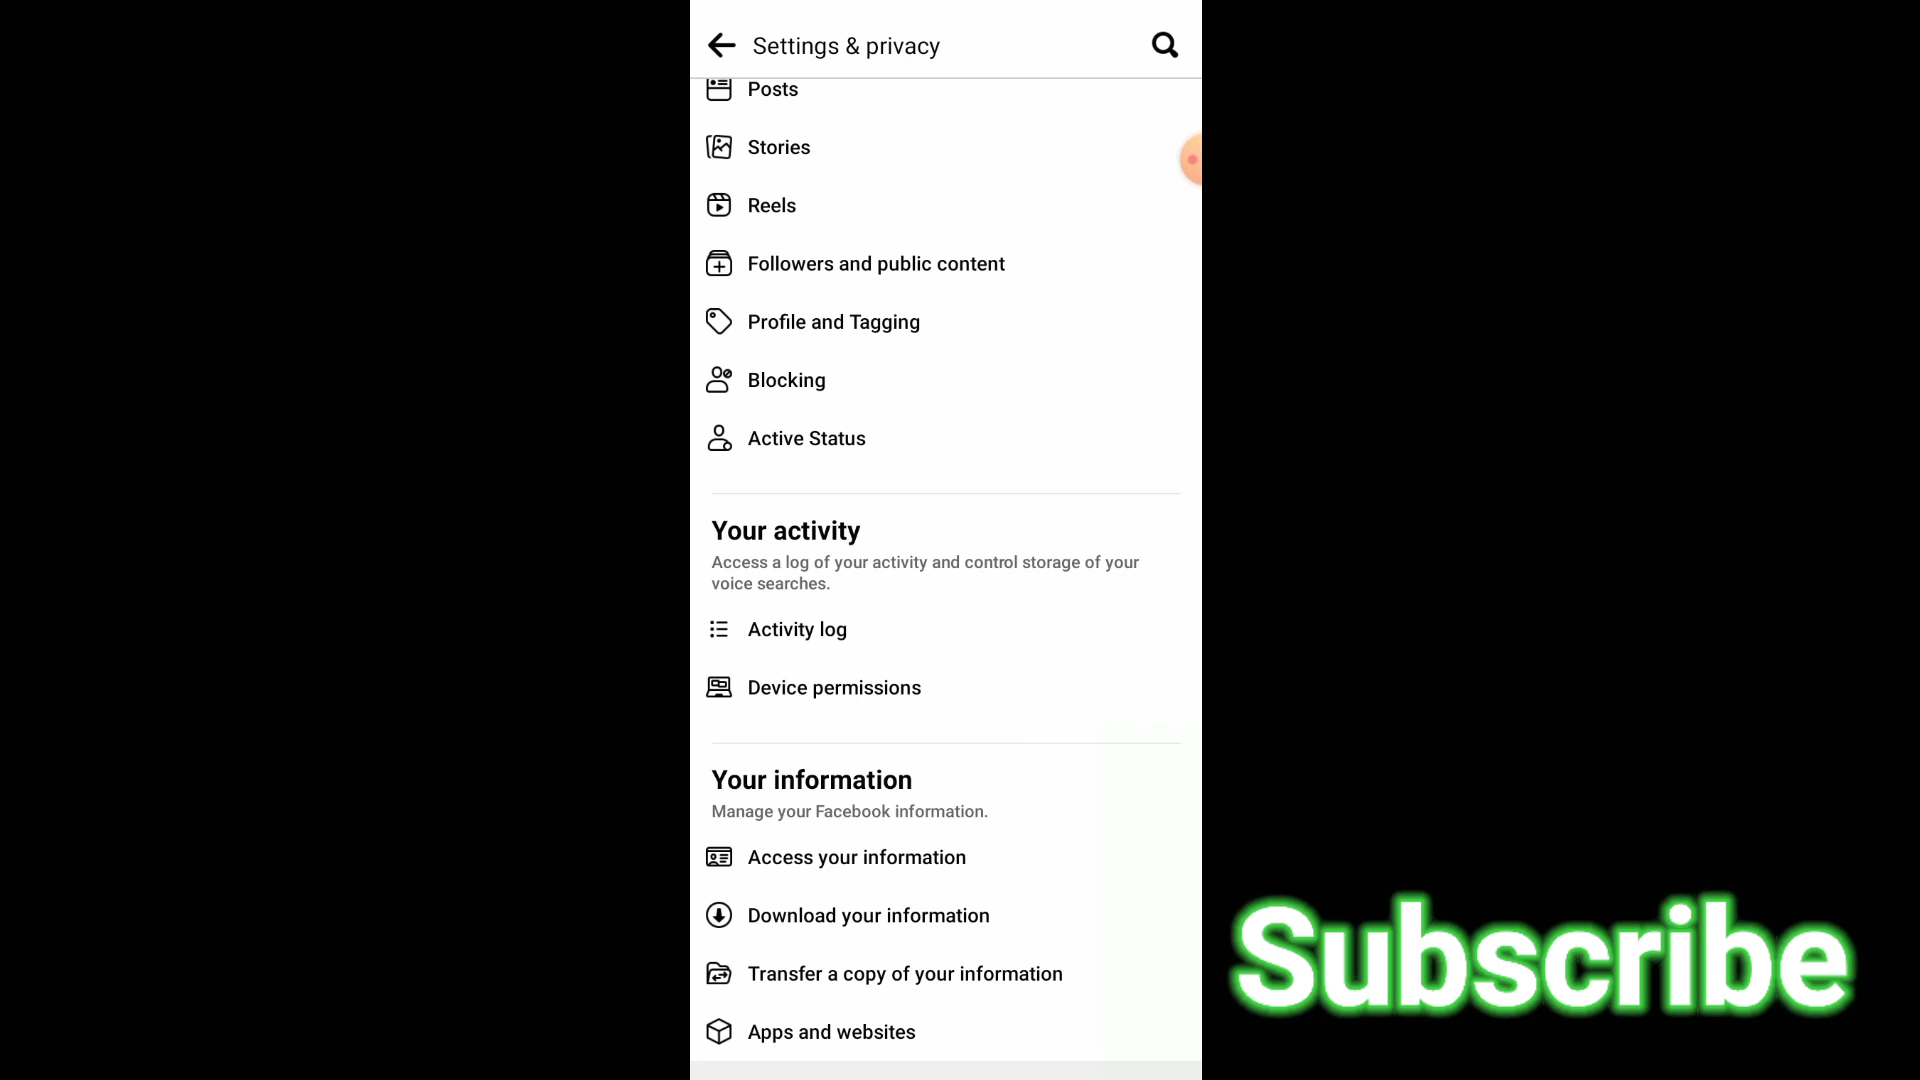 Settings & privacy
Posts
Stories
Reels
Followers and public content
Profile and Tagging
Blocking
Active Status
Your activity
Access a log of your activity and control storage of your
voice searches.
Activity log
Device permissions
Your information
Manage your Facebook information.
Access your information
Download your information
Transfer a copy of your information
Apps and websites
Subscribe